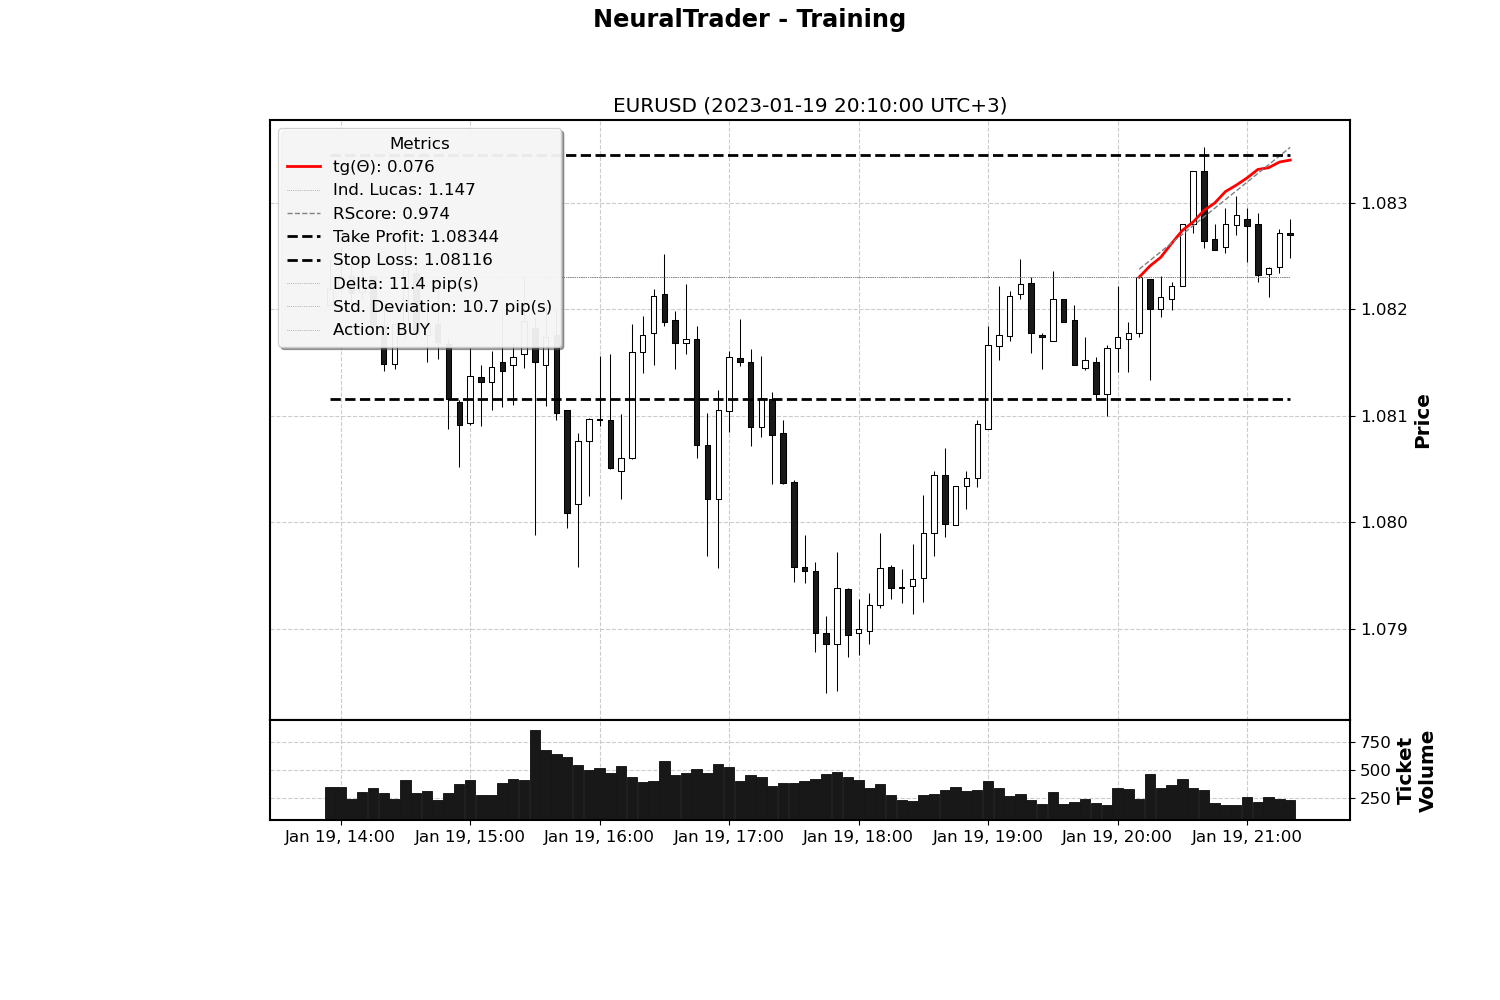 NeuralTrader - Training
EURUSD (2023-01-19 20:10:00 UTC+3)
Metrics
tg(Θ): 0.076
Ind. Lucas: 1.147
RScore: 0.974
Take Profit: 1.08344
Stop Loss: 1.08116
Delta: 11.4 pip(s)
Std. Deviation: 10.7 pip(s)
Action: BUY
1.083
1.082
1.081
1.080
1.079
Price
750
500
250
Ticket
Volume
Jan 19, 14:00 Jan 19, 15:00 Jan 19, 16:00 Jan 19, 17:00 Jan 19, 18:00 Jan 19, 19:00 Jan 19, 20:00 Jan 19, 21:00